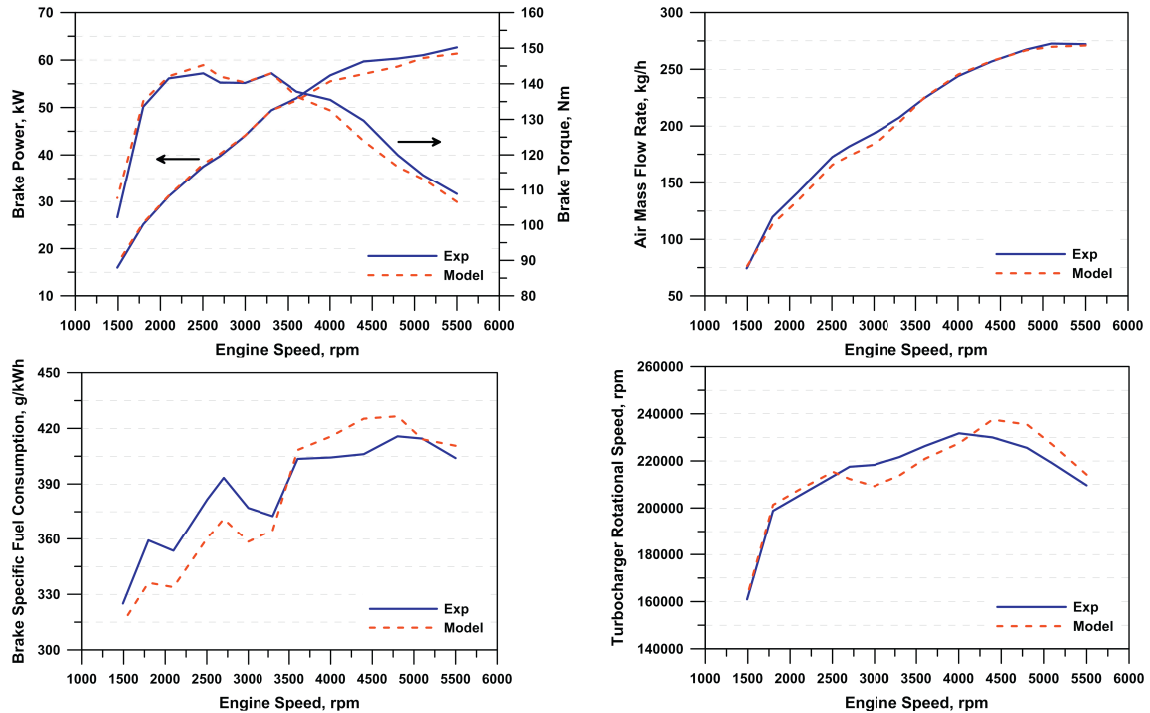 70
60
50
40
30
20
10
Brake Power, kW
160
150
140
130
120
110
100
90
80
Brake Torque, Nm
Exp
Model
1000 1500 2000 2500 3000 3500 4000 4500 5000 5500 6000
Engine Speed, rpm
300
250
200
150
100
50
Air Mass Flow Rate, kg/h
Exp
Model
1000 1500 2000 2500 3000 3500 4000 4500 5000 5500 6000
Engine Speed, rpm
450
420
390
360
330
300
Brake Specific Fuel Consumption, g/kWh
Exp
Model
1000 1500 2000 2500 3000 3500 4000 4500 5000 5500 6000
Engine Speed, rpm
260000
240000
220000
200000
180000
160000
140000
Turbocharger Rotational Speed, rpm
Exp
Model
1000 1500 2000 2500 3000 3500 4000 4500 5000 5500 6000
Engine Speed, rpm